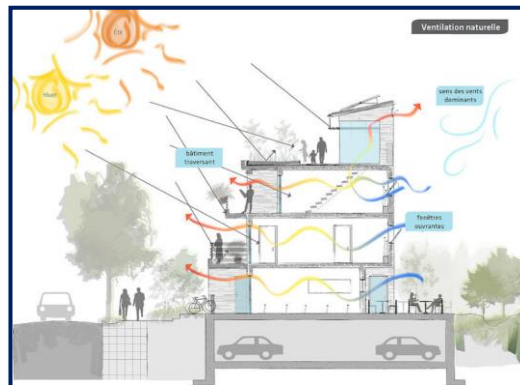 Ventilation naturelle
ÉTÉ
HIVER
sens des vents
dominants
bâtiment
traversant
fenêtres
ouvrantes